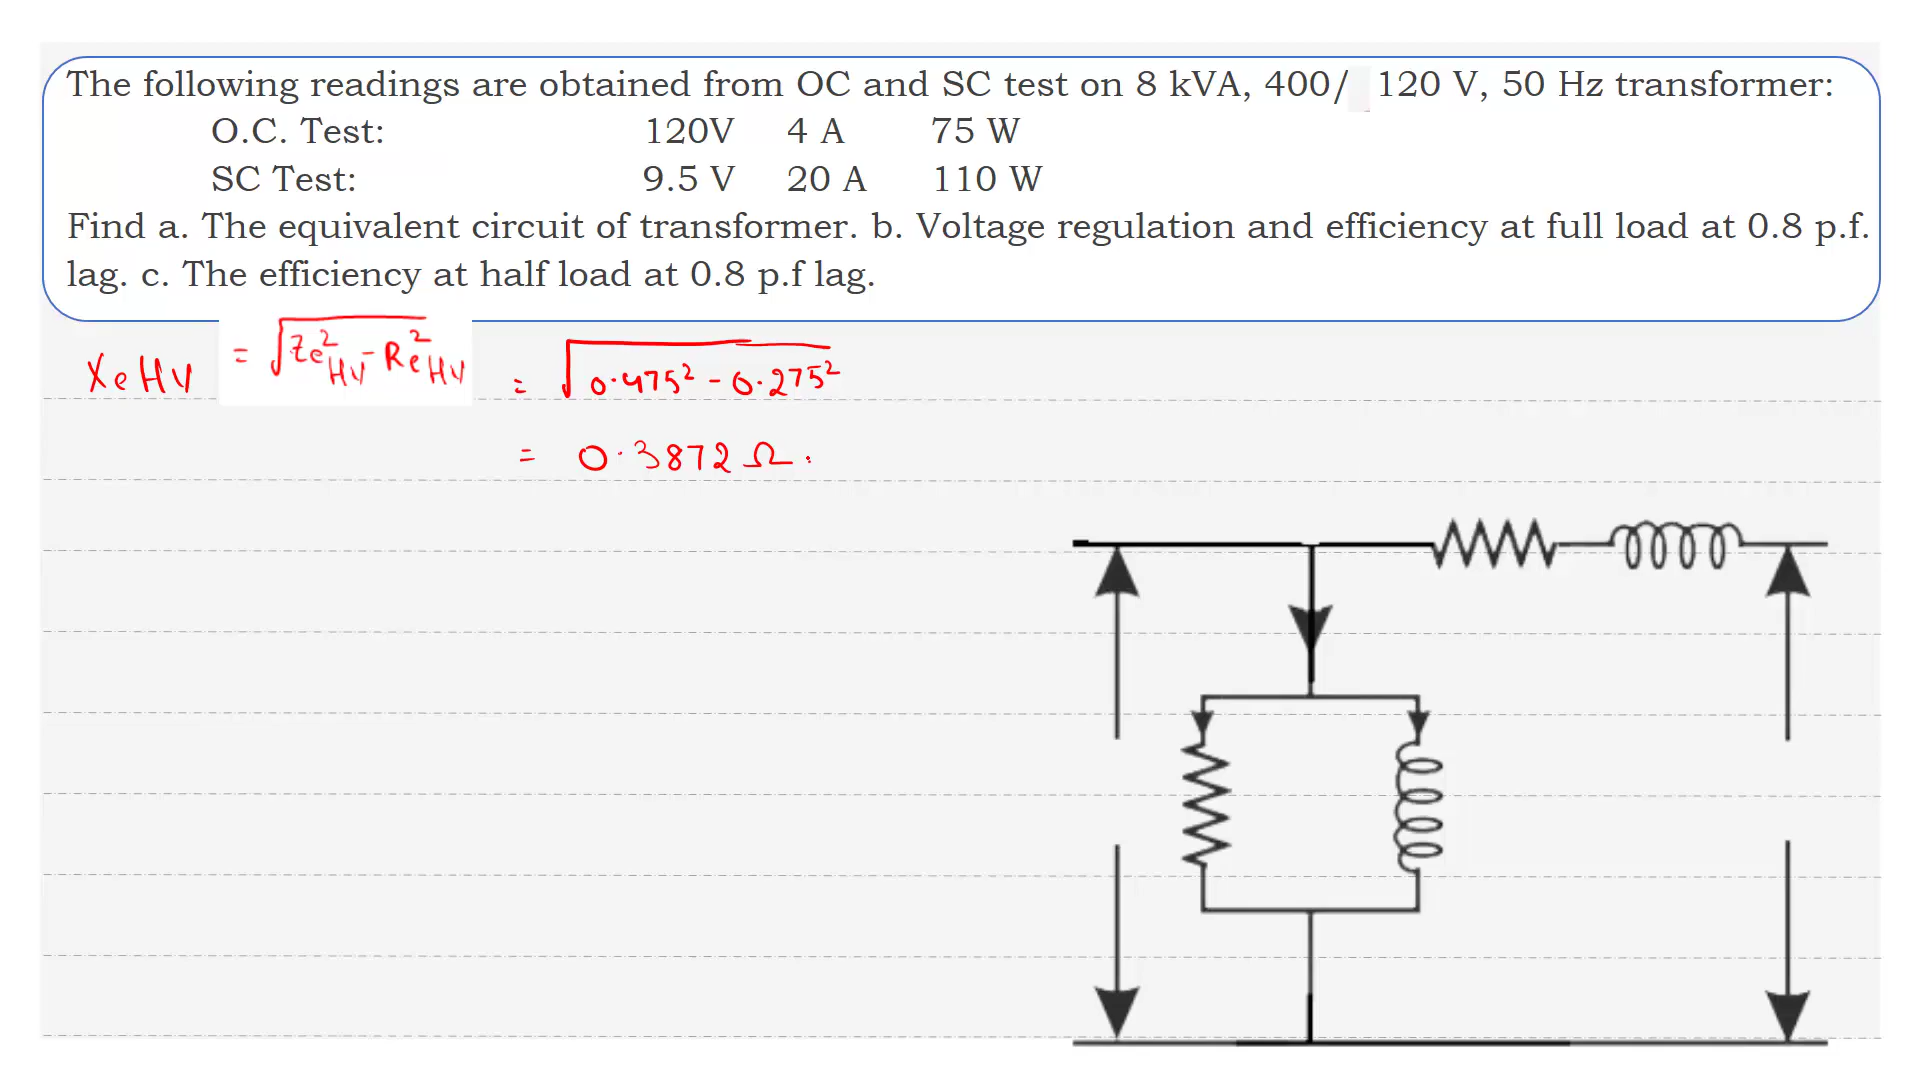 The following readings are obtained from OC and SC test on 8 kVA, 400/ 120 V, 50 Hz transformer:
O.C. Test: 120V 4 A 75 W
SC Test: 9.5 V 20 A 110 W
Find a. The equivalent circuit of transformer. b. Voltage regulation and efficiency at full load at 0.8 p.f.
lag. c. The efficiency at half load at 0.8 p.f lag.
XeHV = √(Ze²HV - Re²HV) = √(0.475² - 0.275²)
= 0.3872 Ω.